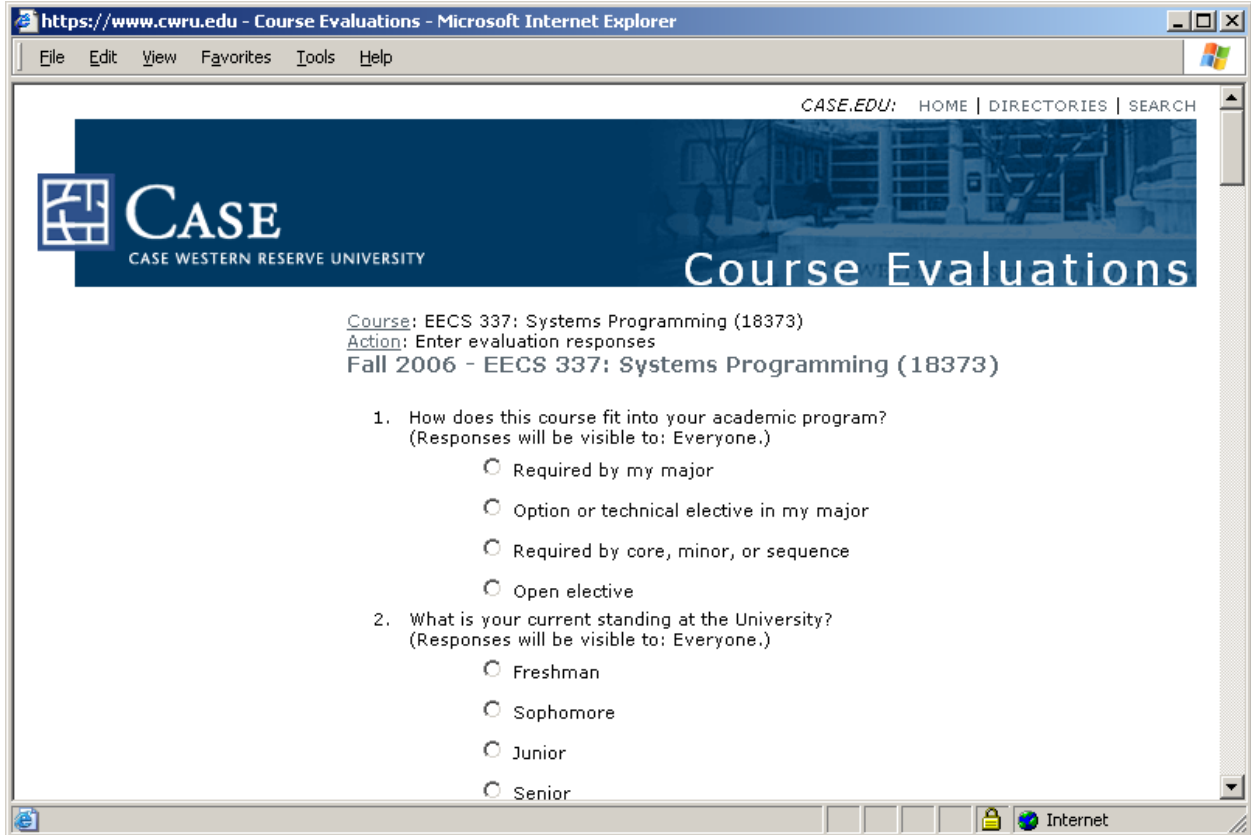 https://www.cwru.edu - Course Evaluations - Microsoft Internet Explorer
File Edit View Favorites Tools Help
CASE.EDU: HOME | DIRECTORIES | SEARCH
CASE
CASE WESTERN RESERVE UNIVERSITY
Course Evaluations
Course: EECS 337: Systems Programming (18373)
Action: Enter evaluation responses
Fall 2006 - EECS 337: Systems Programming (18373)
1. How does this course fit into your academic program?
(Responses will be visible to: Everyone.)
Required by my major
Option or technical elective in my major
Required by core, minor, or sequence
Open elective
2. What is your current standing at the University?
(Responses will be visible to: Everyone.)
Freshman
Sophomore
Junior
Senior
Internet